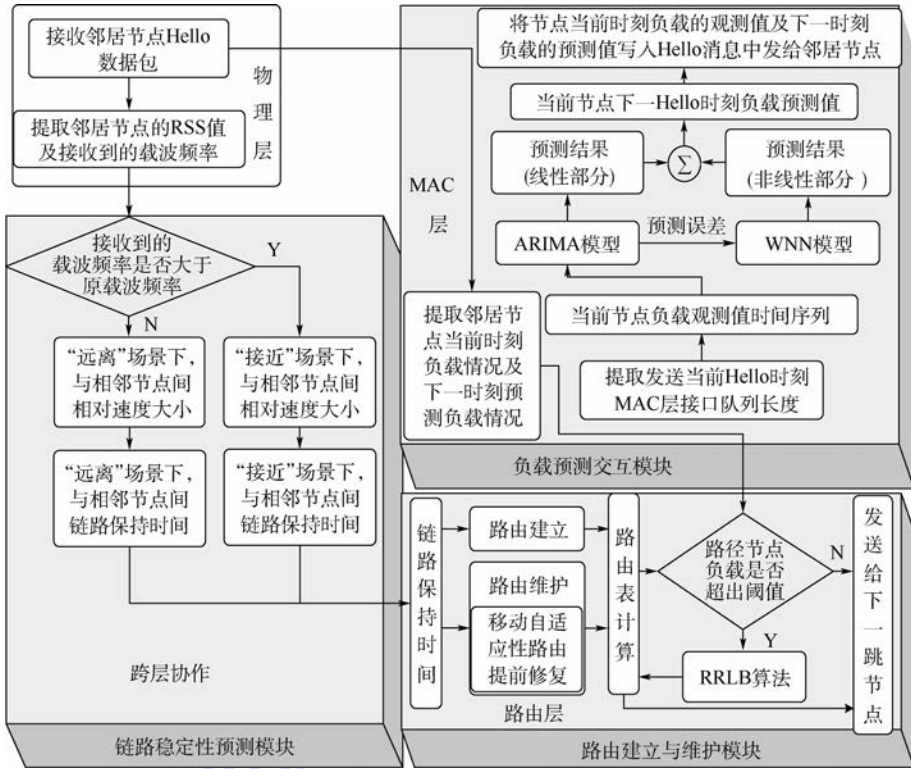 接收邻居节点Hello
数据包
物理层
提取邻居节点的RSS值
及接收到的载波频率
接收到的
载波频率是否大于
原载波频率
Y
N
“远离”场景下，
与相邻节点间
相对速度大小
“接近”场景下，
与相邻节点间
相对速度大小
“远离”场景下，
与相邻节点间
链路保持时间
“接近”场景下，
与相邻节点间
链路保持时间
跨层协作
链路稳定性预测模块
将节点当前时刻负载的观测值及下一时刻
负载的预测值写入Hello消息中发给邻居节点
当前节点下一Hello时刻负载预测值
预测结果
(线性部分)
∑
预测结果
(非线性部分）
MAC
层
ARIMA模型
预测误差
WNN模型
提取邻居节
点当前时刻
负载情况及
下一时刻预
测负载情况
当前节点负载观测值时间序列
提取发送当前Hello时刻
MAC层接口队列长度
负载预测交互模块
链路保持时间
路由建立
路由维护
移动自适
应性路由
提前修复
路由层
路由表计算
路径节点
负载是否
超出阈值
N
Y
RRLB算法
发送给下一跳节点
路由建立与维护模块